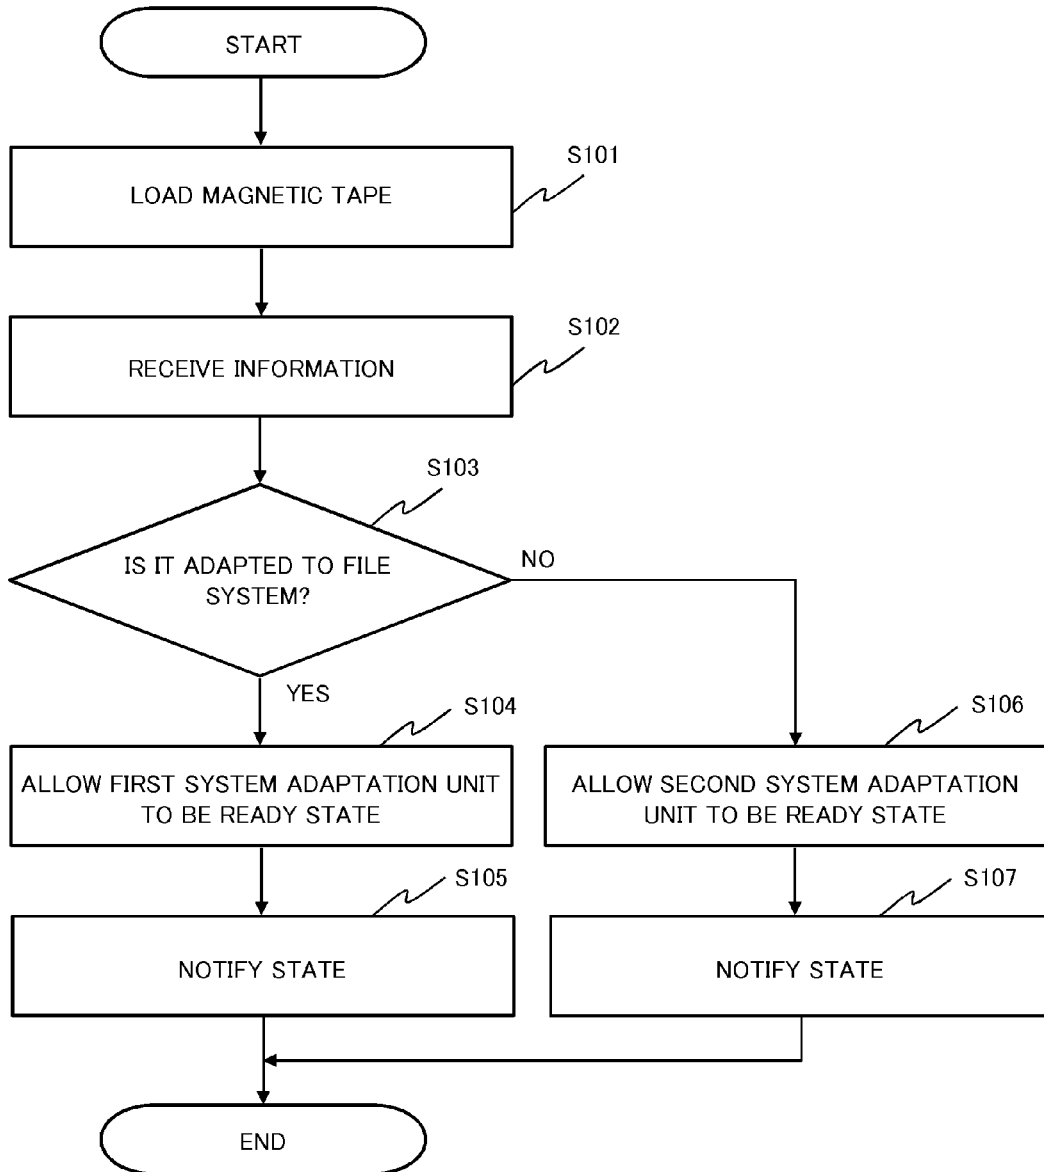 START
S101
LOAD MAGNETIC TAPE
S102
RECEIVE INFORMATION
S103
IS IT ADAPTED TO FILE
SYSTEM?
NO
YES
S104
ALLOW FIRST SYSTEM ADAPTATION UNIT
TO BE READY STATE
S106
ALLOW SECOND SYSTEM ADAPTATION
UNIT TO BE READY STATE
S105
NOTIFY STATE
S107
NOTIFY STATE
END